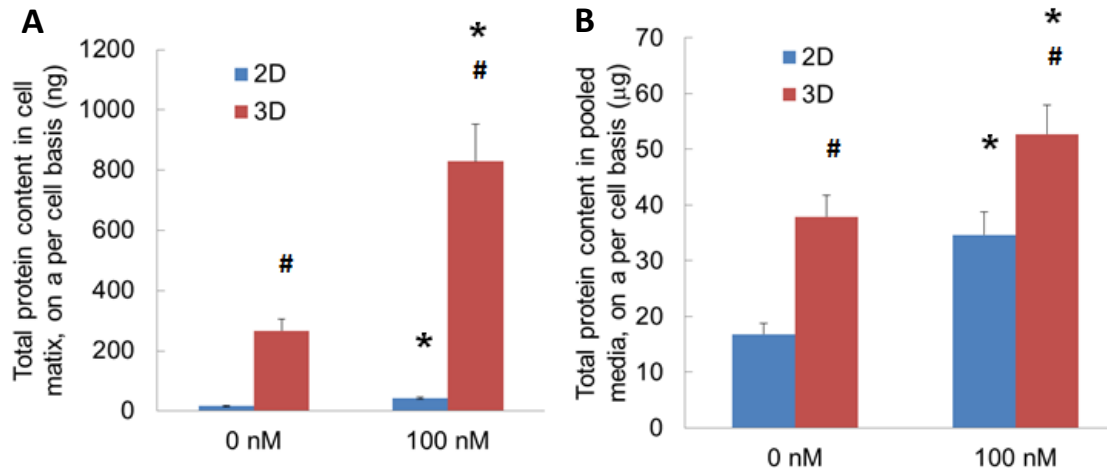 A
Total protein content in cell
matix, on a per cell basis (ng)
1200
1000
800
600
400
200
0
2D
3D
#
*
*
#
0 nM
100 nM
B
Total protein content in pooled
media, on a per cell basis (µg)
70
60
50
40
30
20
10
0
2D
3D
#
*
*
#
0 nM
100 nM